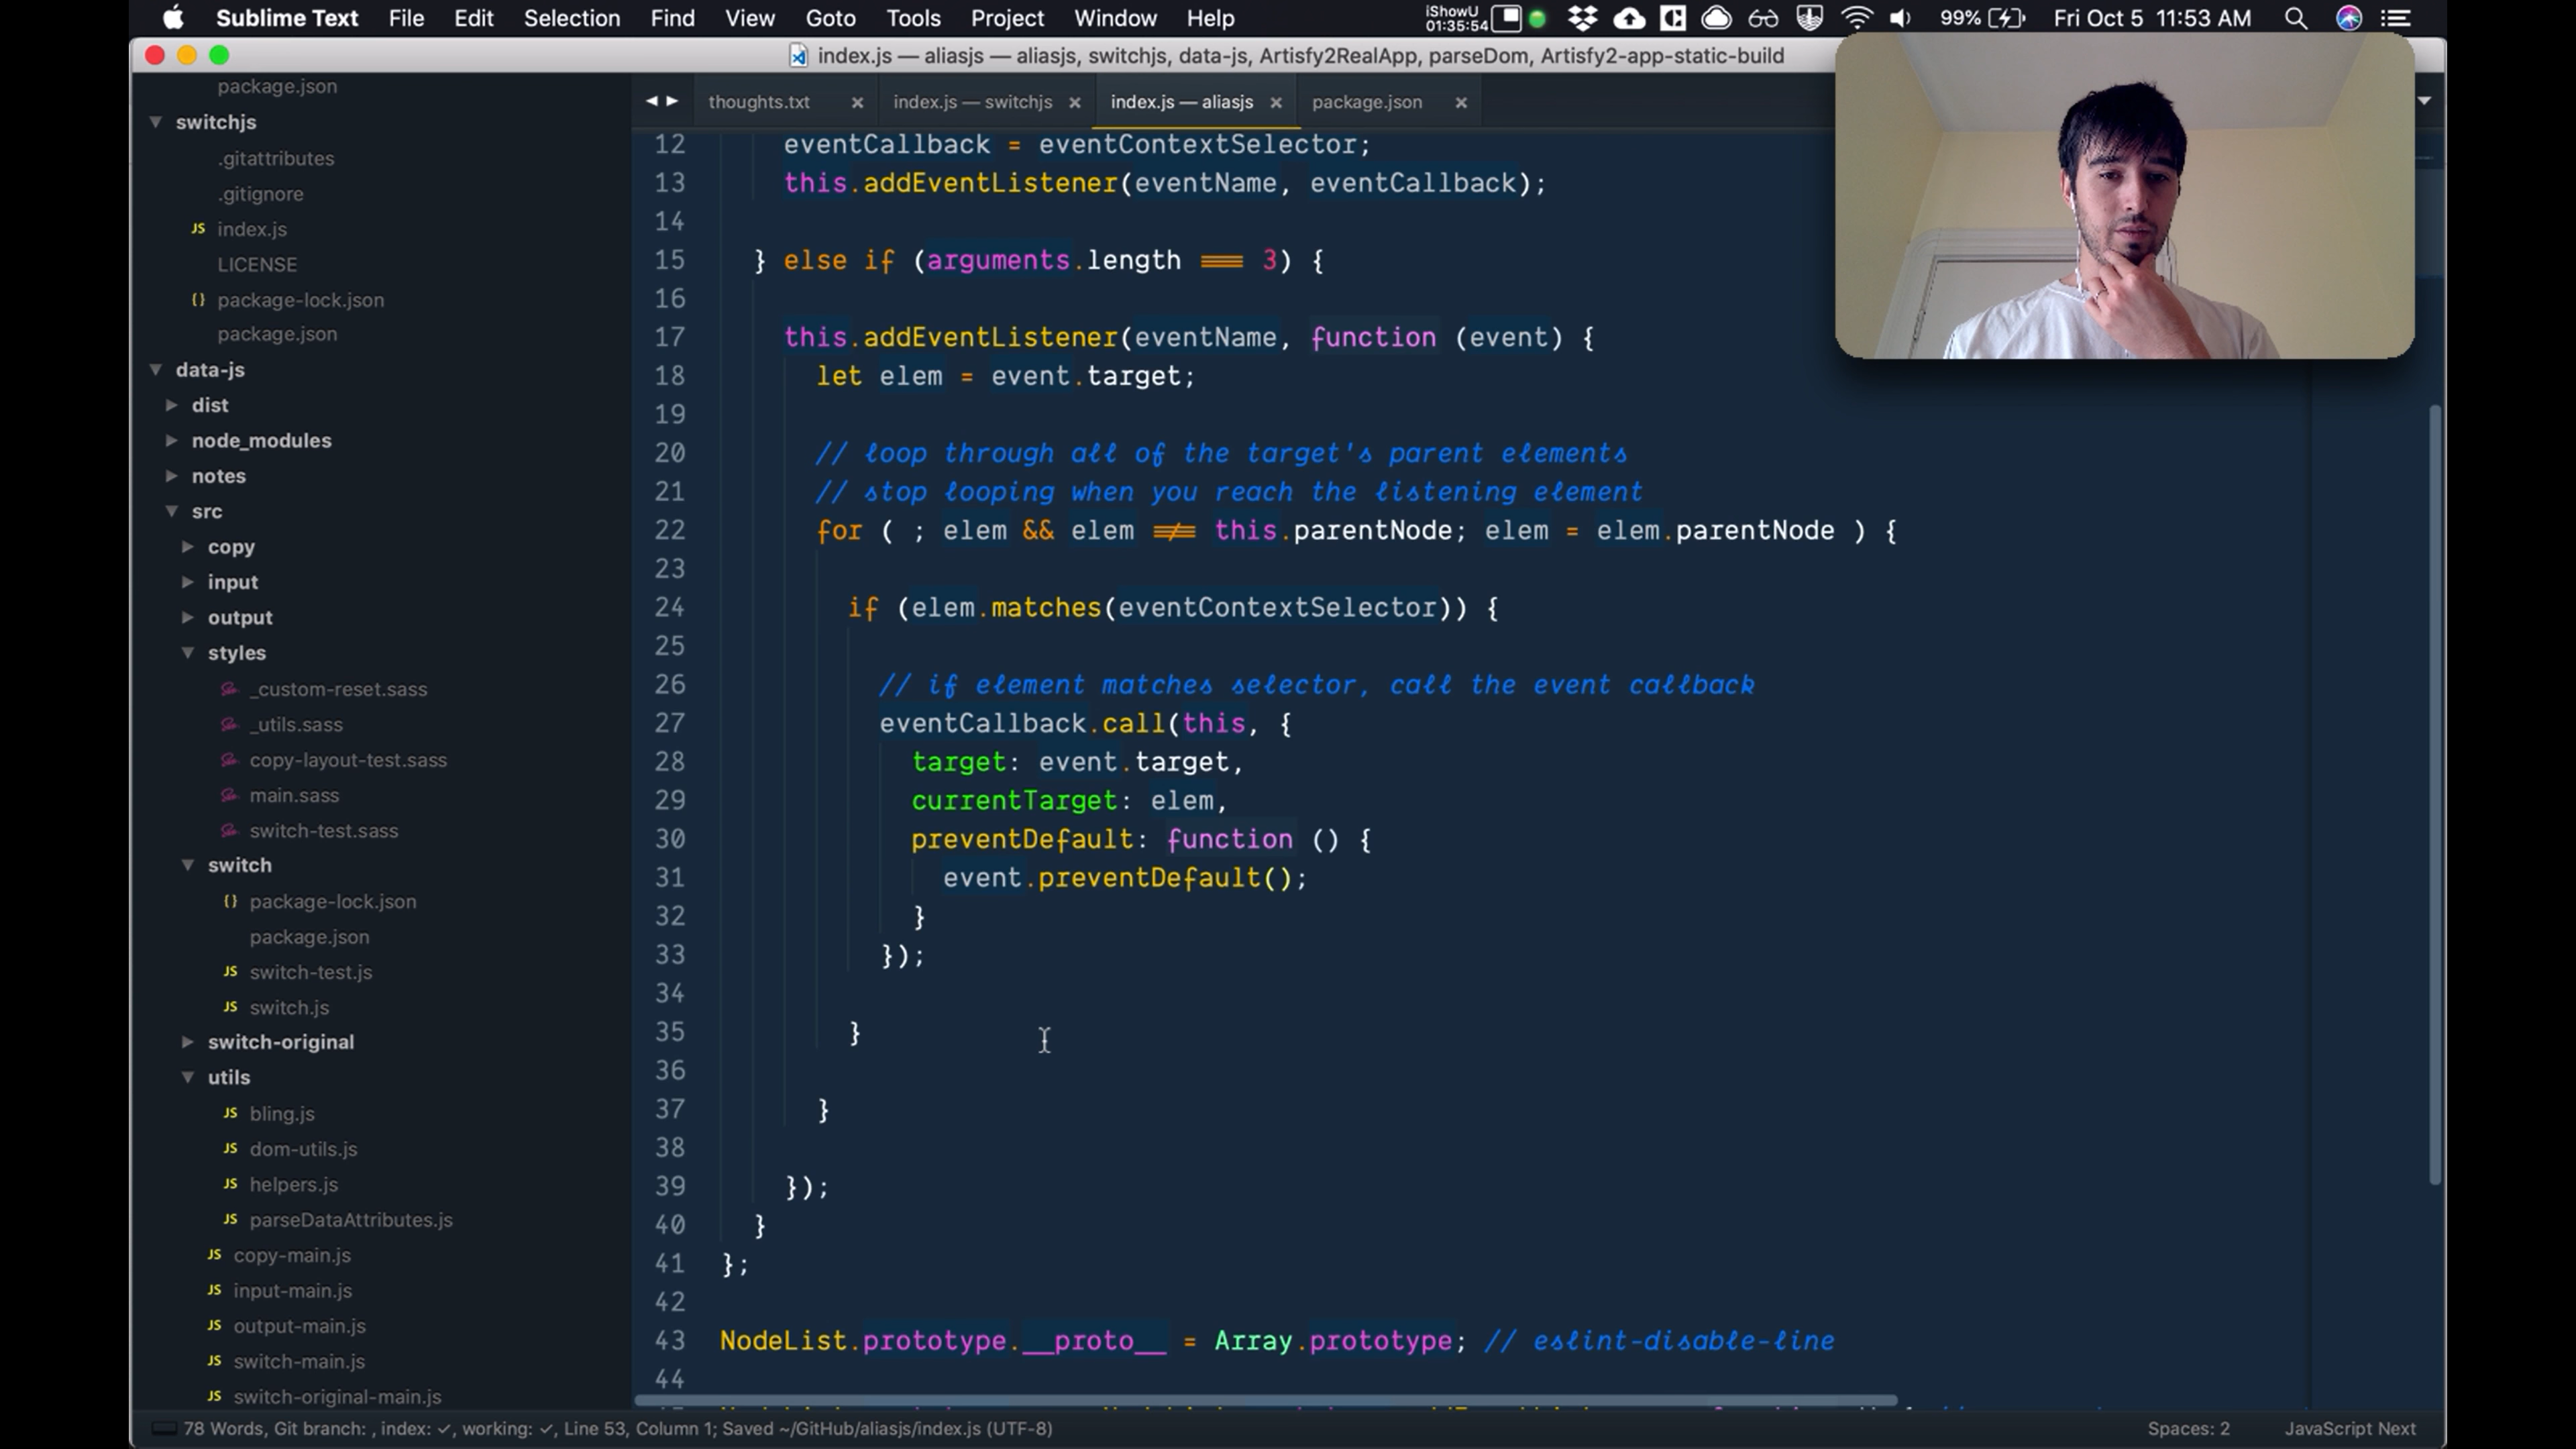 Sublime Text File Edit Selection Find View Goto Tools Project Window Help iShowU 01:35:54 99% Fri Oct 5 11:53 AM
index.js — aliasjs — aliasjs, switchjs, data-js, Artisfy2RealApp, parseDom, Artisfy2-app-static-build
thoughts.txt × index.js — switchjs × index.js — aliasjs × package.json ×
package.json
switchjs
.gitattributes
.gitignore
JS index.js
LICENSE
{} package-lock.json
package.json
data-js
dist
node_modules
notes
src
copy
input
output
styles
_custom-reset.sass
_utils.sass
copy-layout-test.sass
main.sass
switch-test.sass
switch
{} package-lock.json
package.json
JS switch-test.js
JS switch.js
switch-original
utils
JS bling.js
JS dom-utils.js
JS helpers.js
JS parseDataAttributes.js
JS copy-main.js
JS input-main.js
JS output-main.js
JS switch-main.js
JS switch-original-main.js
12 eventCallback = eventContextSelector;
13 this.addEventListener(eventName, eventCallback);
14
15 } else if (arguments.length === 3) {
16
17 this.addEventListener(eventName, function (event) {
18 let elem = event.target;
19
20 // loop through all of the target's parent elements
21 // stop looping when you reach the listening element
22 for ( ; elem && elem !== this.parentNode; elem = elem.parentNode ) {
23
24 if (elem.matches(eventContextSelector)) {
25
26 // if element matches selector, call the event callback
27 eventCallback.call(this, {
28 target: event.target,
29 currentTarget: elem,
30 preventDefault: function () {
31 event.preventDefault();
32 }
33 });
34
35 }
36
37 }
38
39 });
40 }
41 };
42
43 NodeList.prototype.__proto__ = Array.prototype; // eslint-disable-line
44
78 Words, Git branch: , index: ✓, working: ✓, Line 53, Column 1; Saved ~/GitHub/aliasjs/index.js (UTF-8) Spaces: 2 JavaScript Next